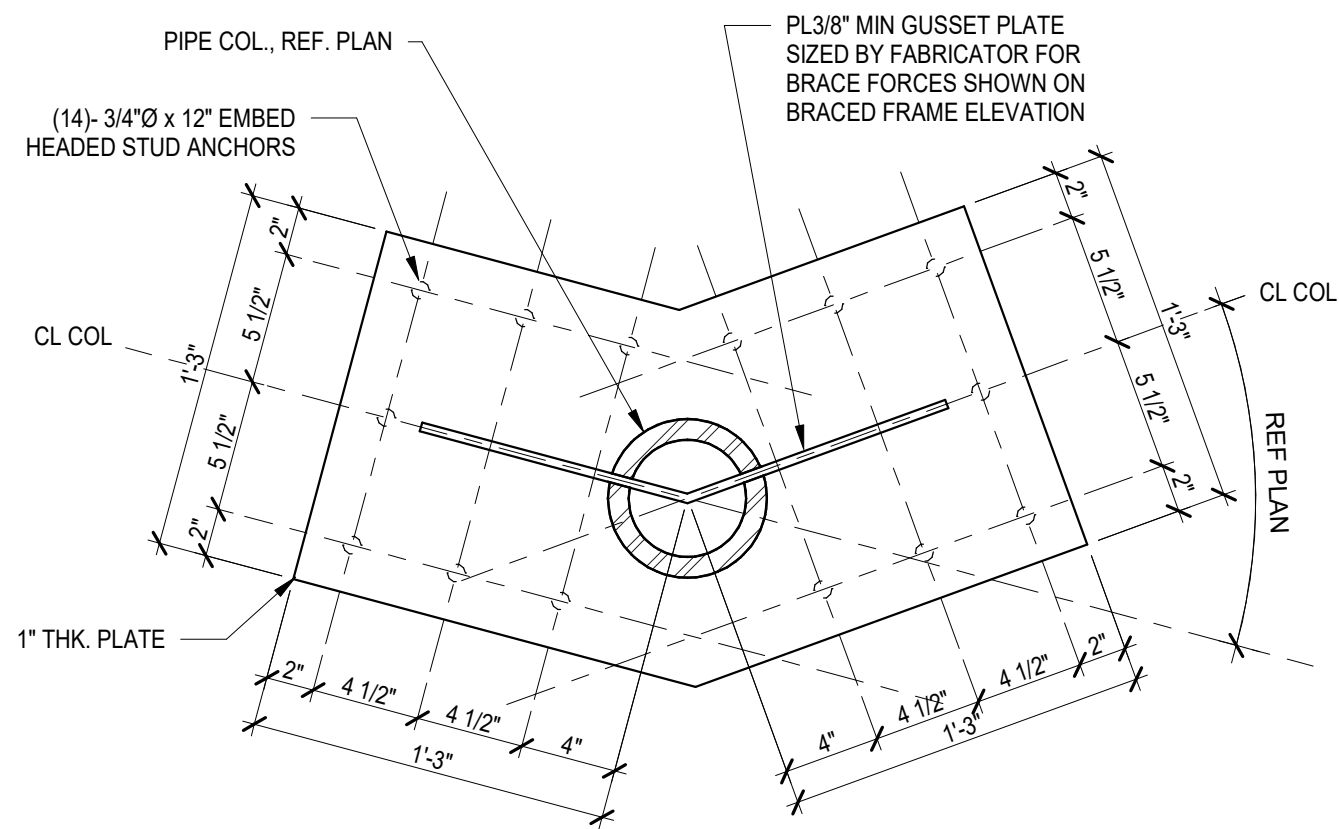 PIPE COL., REF. PLAN
PL3/8" MIN GUSSET PLATE
SIZED BY FABRICATOR FOR
BRACE FORCES SHOWN ON
BRACED FRAME ELEVATION
(14)- 3/4"Ø x 12" EMBED
HEADED STUD ANCHORS
2"
5 1/2"
1'-3"
5 1/2"
2"
CL COL
2"
5 1/2"
1'-3"
5 1/2"
2"
CL COL
REF PLAN
1" THK. PLATE
2"
4 1/2"
4 1/2"
4"
1'-3"
4"
4 1/2"
4 1/2"
2"
1'-3"